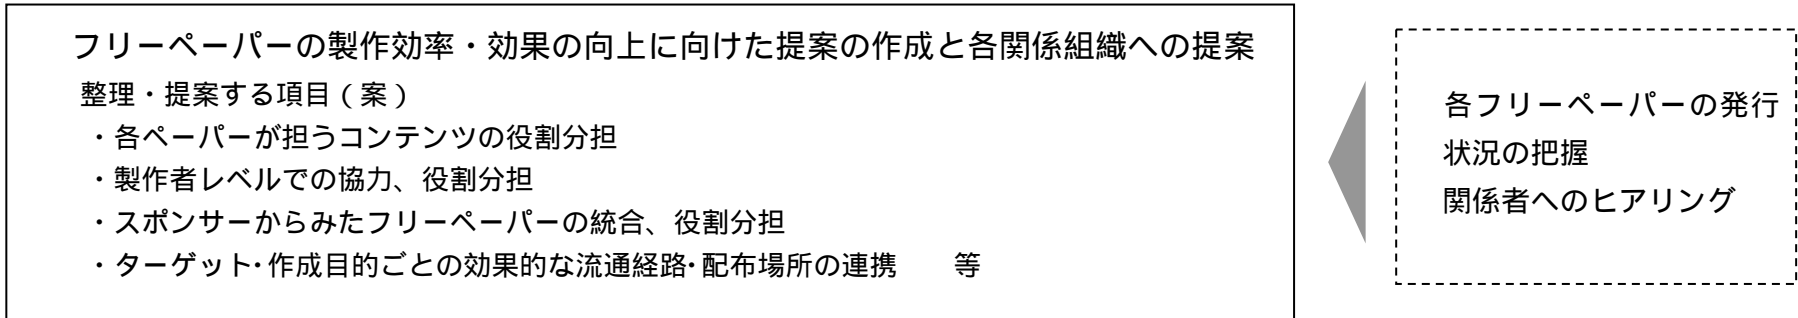 フリーペーパーの製作効率・効果の向上に向けた提案の作成と各関係組織への提案
整理・提案する項目（案）
・各ペーパーが担うコンテンツの役割分担
・製作者レベルでの協力、役割分担
・スポンサーからみたフリーペーパーの統合、役割分担
・ターゲット・作成目的ごとの効果的な流通経路・配布場所の連携　　等
各フリーペーパーの発行
状況の把握
関係者へのヒアリング